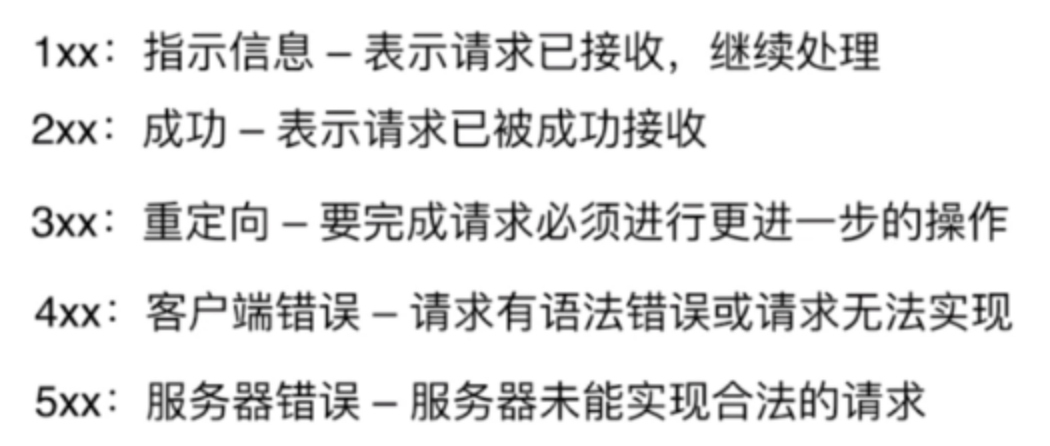 1xx：指示信息 – 表示请求已接收，继续处理
2xx：成功 – 表示请求已被成功接收
3xx：重定向 – 要完成请求必须进行更进一步的操作
4xx：客户端错误 – 请求有语法错误或请求无法实现
5xx：服务器错误 – 服务器未能实现合法的请求